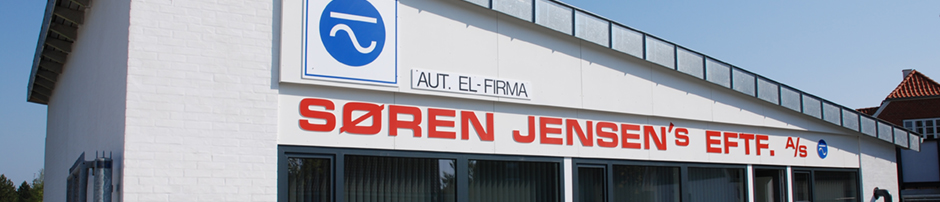 AUT. EL-FIRMA
SØREN JENSEN's EFTF. A/S